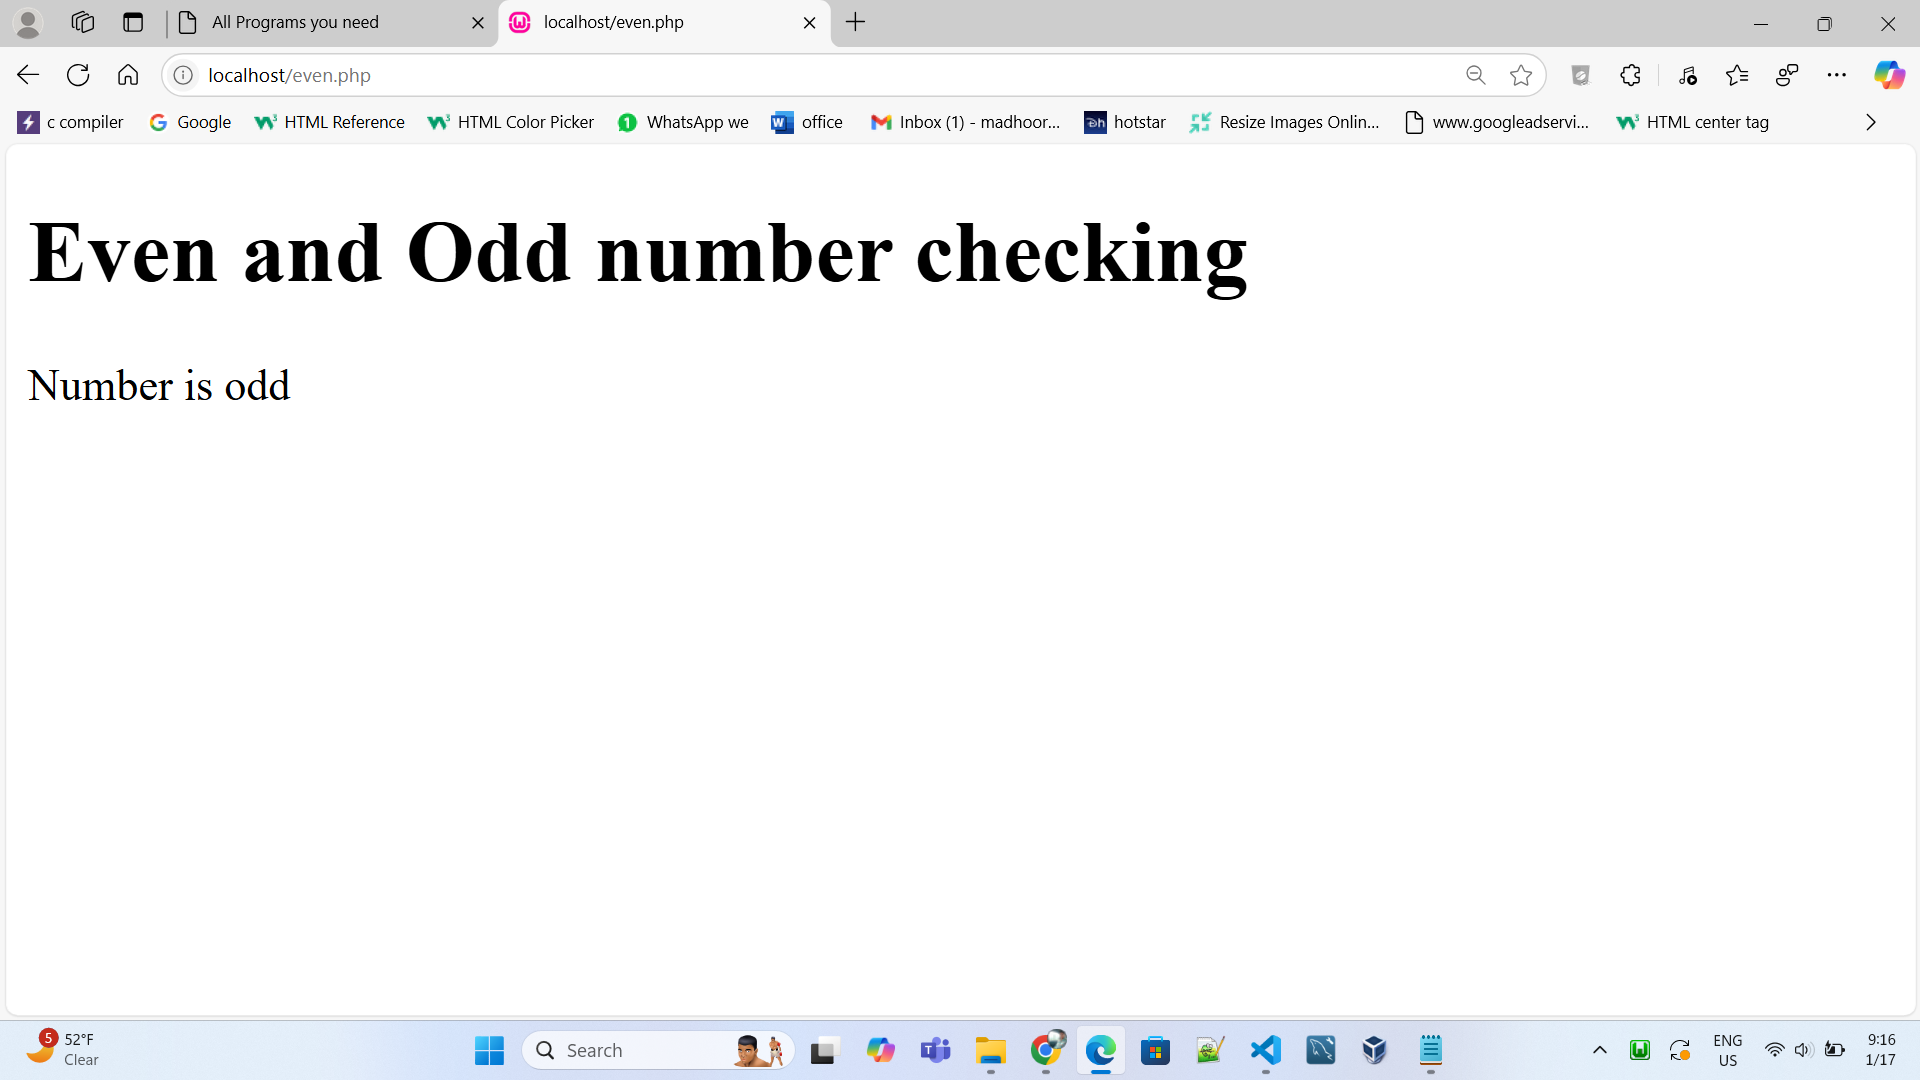 All Programs you need
localhost/even.php
localhost/even.php
c compiler
Google
HTML Reference
HTML Color Picker
WhatsApp we
office
Inbox (1) - madhoor...
hotstar
Resize Images Onlin...
www.googleadservi...
HTML center tag
Even and Odd number checking
Number is odd
5
52°F
Clear
Search
ENG
US
9:16
1/17